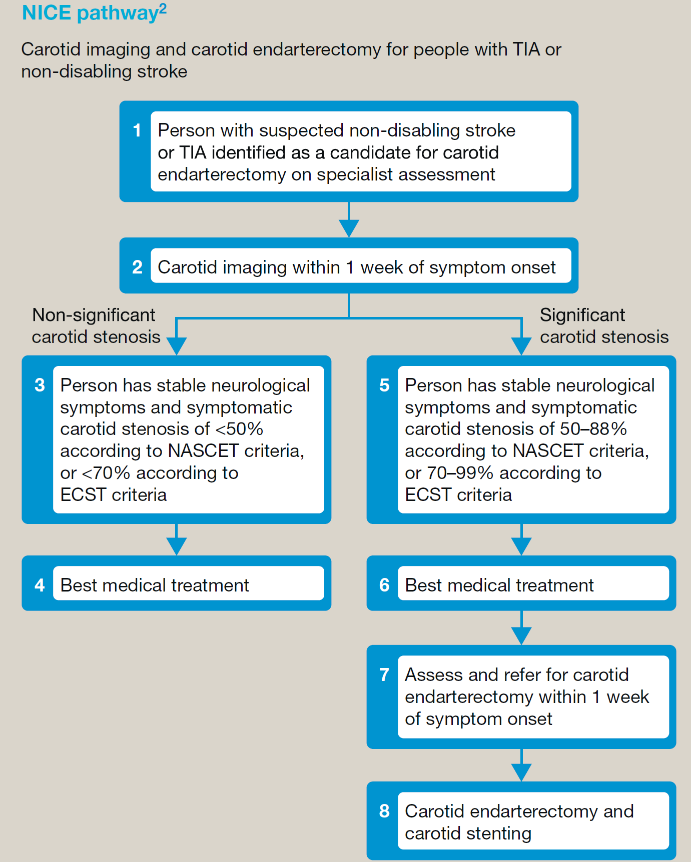 NICE pathway2
Carotid imaging and carotid endarterectomy for people with TIA or
non-disabling stroke
1
Person with suspected non-disabling stroke
or TIA identified as a candidate for carotid
endarterectomy on specialist assessment
2
Carotid imaging within 1 week of symptom onset
Non-significant
carotid stenosis
Significant
carotid stenosis
3
Person has stable neurological
symptoms and symptomatic
carotid stenosis of <50%
according to NASCET criteria,
or <70% according to
ECST criteria
5
Person has stable neurological
symptoms and symptomatic
carotid stenosis of 50–88%
according to NASCET criteria,
or 70–99% according to
ECST criteria
4
Best medical treatment
6
Best medical treatment
7
Assess and refer for carotid
endarterectomy within 1 week
of symptom onset
8
Carotid endarterectomy and
carotid stenting